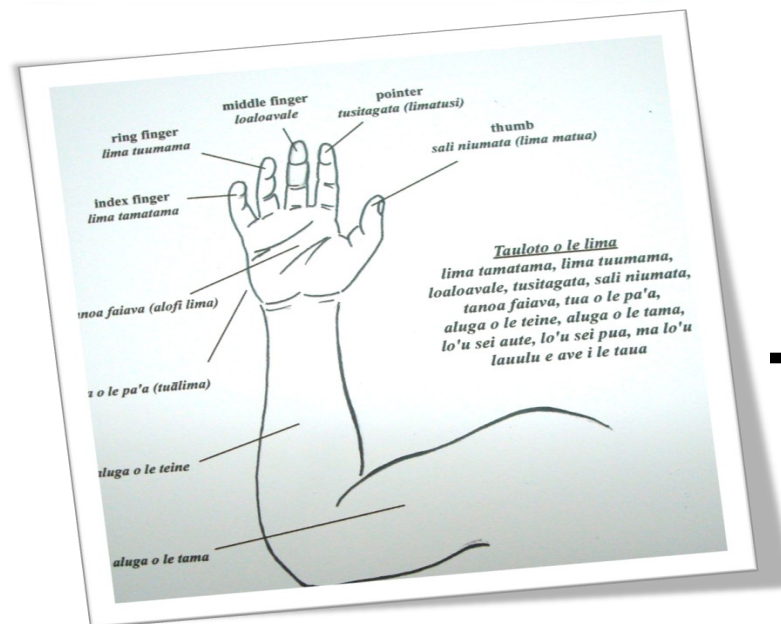 middle finger
loaloavale
pointer
tusitagata (limatusi)
ring finger
lima tuumama
thumb
sali niumata (lima matua)
index finger
lima tamatama
Tauloto o le lima
lima tamatama, lima tuumama,
loaloavale, tusitagata, sali niumata,
tanoa faiava, tua o le pa'a,
aluga o le teine, aluga o le tama,
lo'u sei aute, lo'u sei pua, ma lo'u
lauulu e ave i le taua
faiava (alofi lima)
o le pa'a (tuālima)
aluga o le teine
aluga o le tama